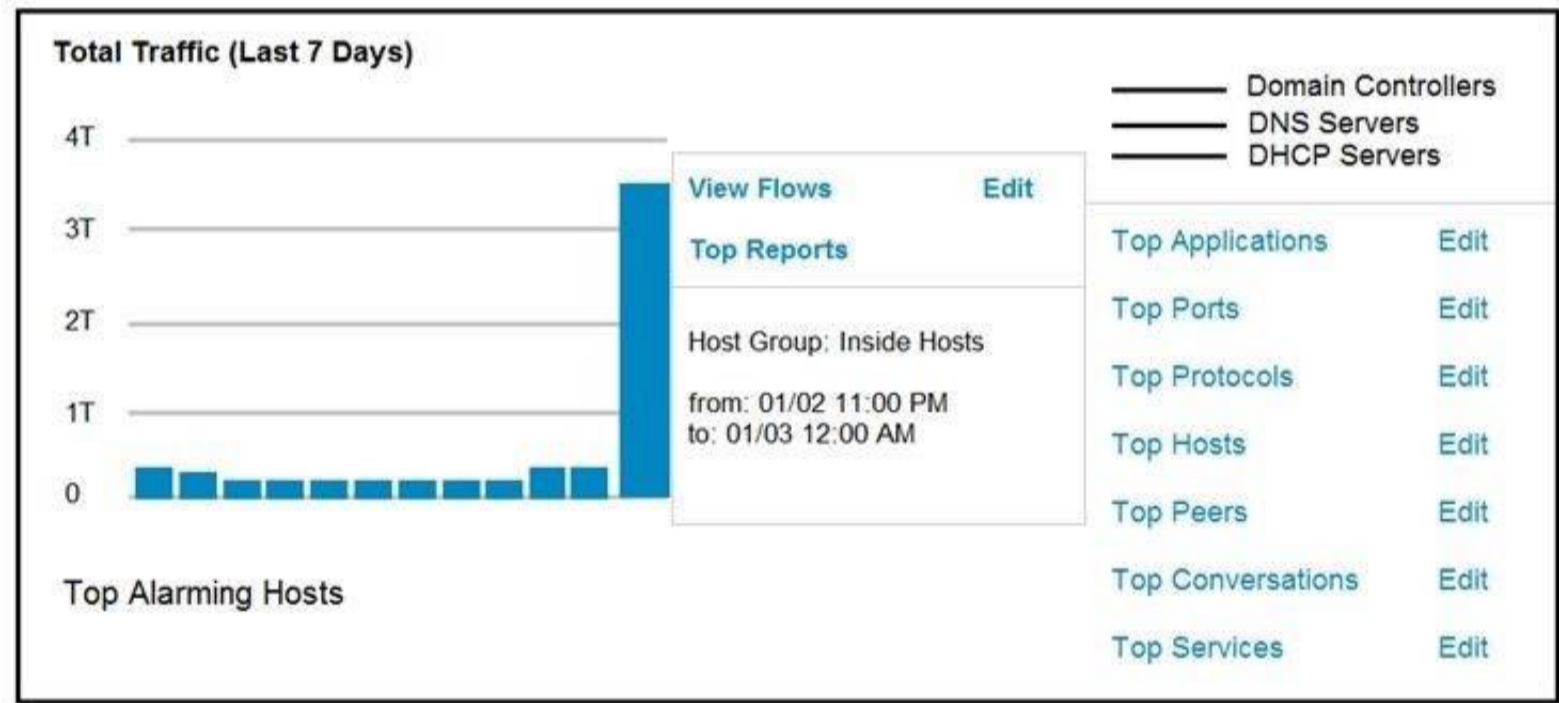 Total Traffic (Last 7 Days)
4T
3T
2T
1T
0
Top Alarming Hosts
View Flows Edit
Top Reports
Host Group: Inside Hosts
from: 01/02 11:00 PM
to: 01/03 12:00 AM
Domain Controllers
DNS Servers
DHCP Servers
Top Applications Edit
Top Ports Edit
Top Protocols Edit
Top Hosts Edit
Top Peers Edit
Top Conversations Edit
Top Services Edit